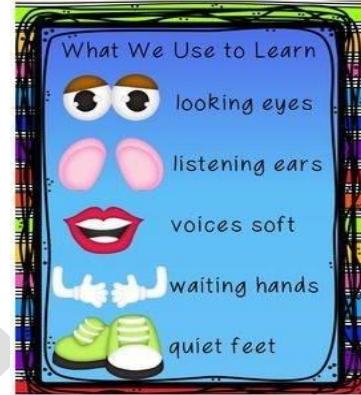 What We Use to Learn
looking eyes
listening ears
voices soft
waiting hands
quiet feet